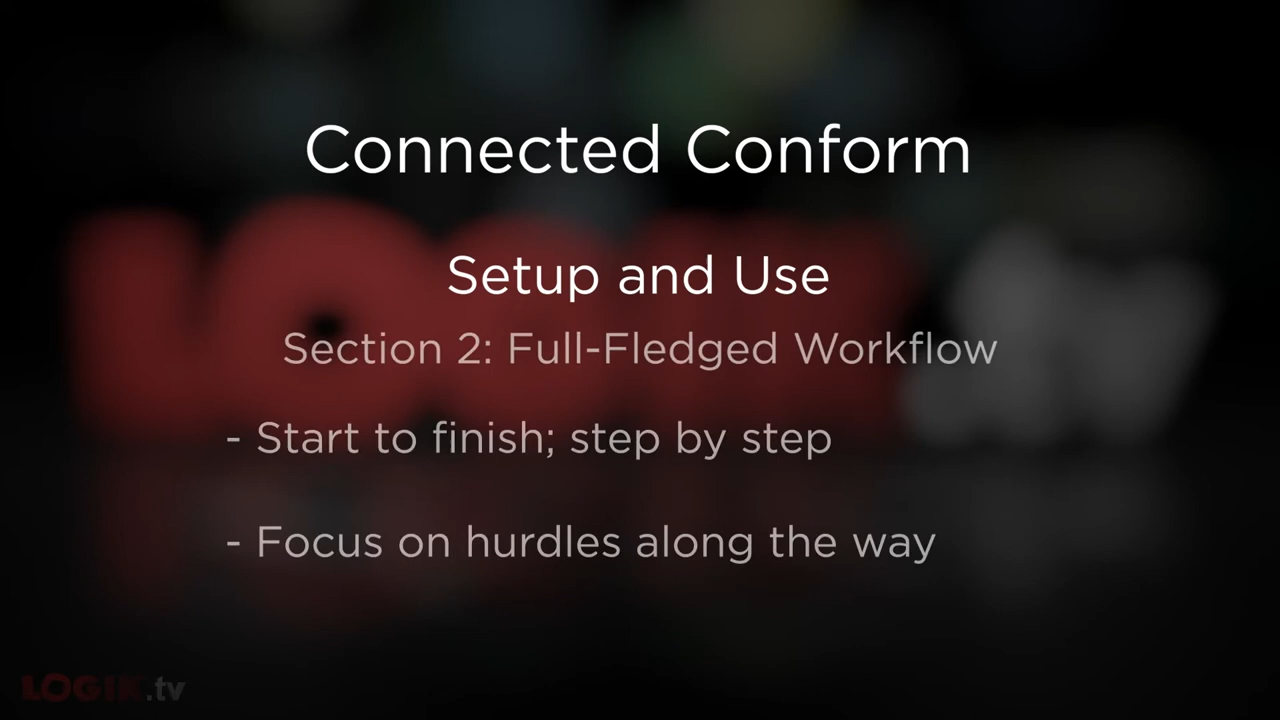 Connected Conform
Setup and Use
Section 2: Full-Fledged Workflow
- Start to finish; step by step
- Focus on hurdles along the way
LOGIK.tv